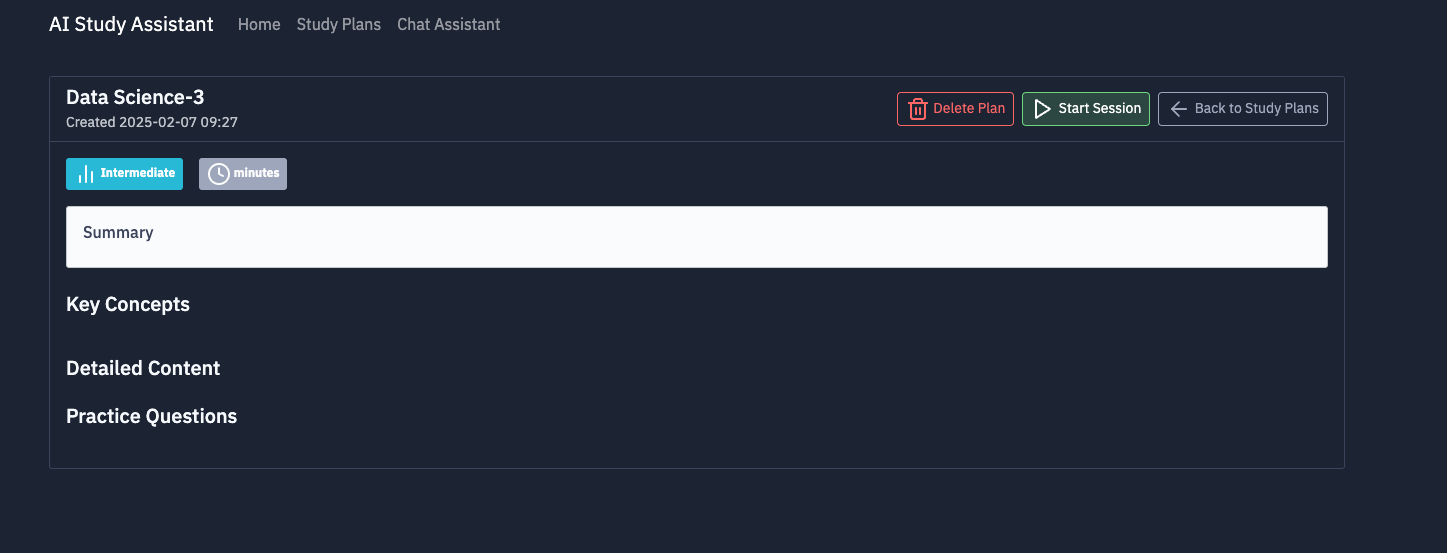 AI Study Assistant Home Study Plans Chat Assistant
Data Science-3
Created 2025-02-07 09:27
Delete Plan Start Session Back to Study Plans
Intermediate minutes
Summary
Key Concepts
Detailed Content
Practice Questions